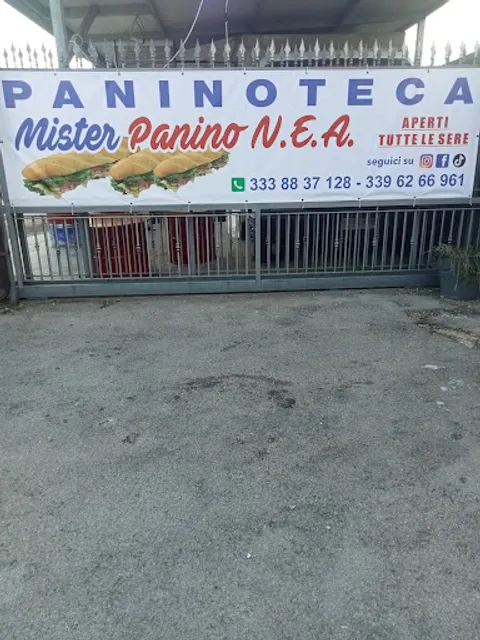 PANINOTECA
Mister Panino N.E.A.
APERTI
TUTTE LE SERE
seguici su
333 88 37 128 - 339 62 66 961